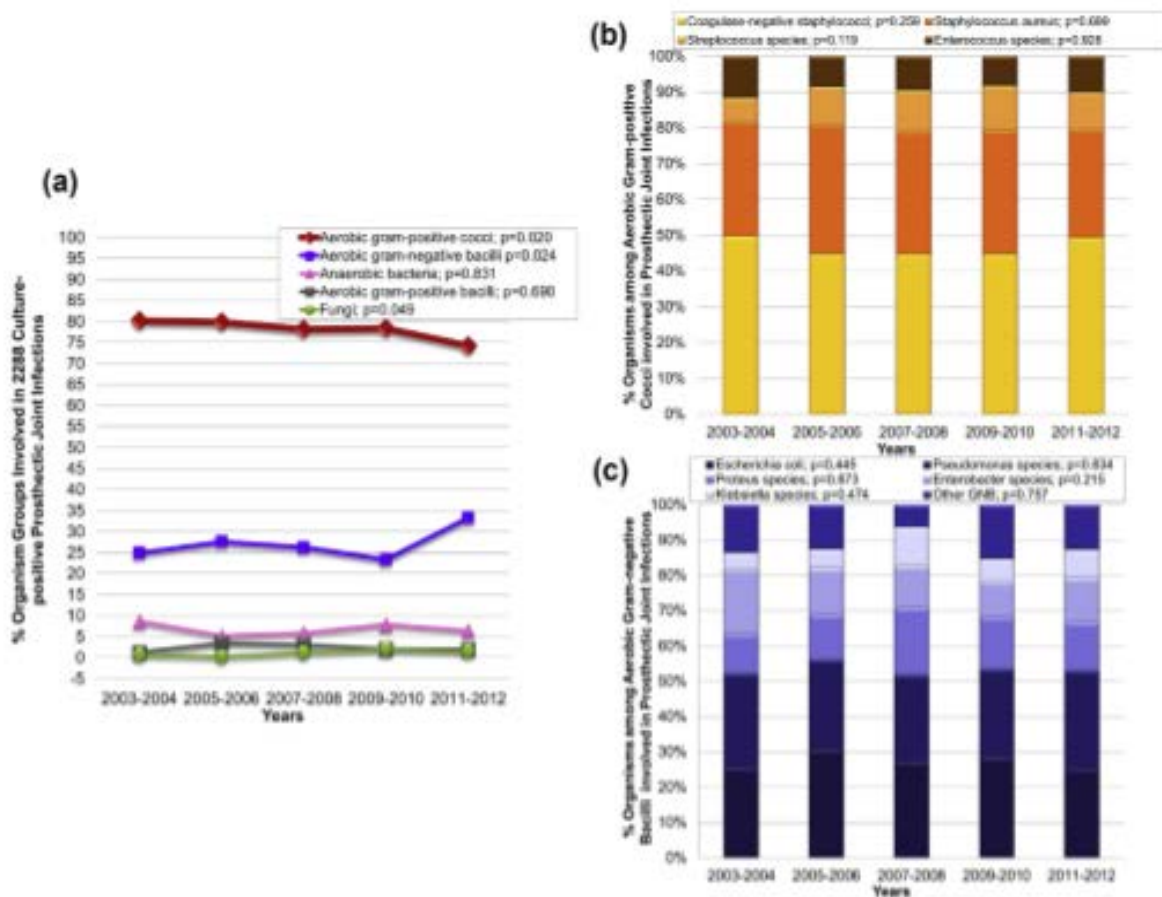 (a)
Aerobic gram-positive cocci; p=0.020
Aerobic gram-negative bacilli p=0.024
Anaerobic bacteria; p=0.831
Aerobic gram-positive bacilli; p=0.690
Fungi; p=0.049
% Organism Groups Involved in 2288 Culture-
positive Prosthectic Joint Infections
100
95
90
85
80
75
70
65
60
55
50
45
40
35
30
25
20
15
10
5
0
-5
2003-2004 2005-2006 2007-2008 2009-2010 2011-2012
Years
(b)
Coagulase-negative staphylococci; p=0.259 Staphylococcus aureus; p=0.699
Streptococcus species; p=0.119 Enterococcus species; p=0.928
% Organisms among Aerobic Gram-positive
Cocci involved in Prosthectic Joint Infections
100%
90%
80%
70%
60%
50%
40%
30%
20%
10%
0%
2003-2004 2005-2006 2007-2008 2009-2010 2011-2012
Years
(c)
Escherichia coli; p=0.445 Pseudomonas species; p=0.834
Proteus species; p=0.673 Enterobacter species; p=0.215
Klebsiella species; p=0.474 Other GNB; p=0.757
% Organisms among Aerobic Gram-negative
Bacilli involved in Prosthectic Joint Infections
100%
90%
80%
70%
60%
50%
40%
30%
20%
10%
0%
2003-2004 2005-2006 2007-2008 2009-2010 2011-2012
Years